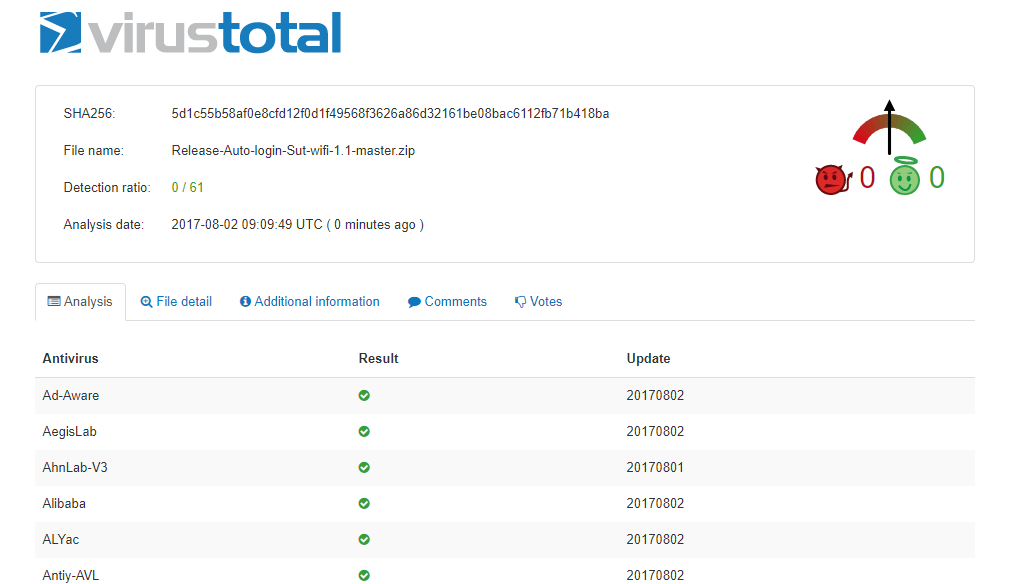 virustotal
SHA256: 5d1c55b58af0e8cfd12f0d1f49568f3626a86d32161be08bac6112fb71b418ba
File name: Release-Auto-login-Sut-wifi-1.1-master.zip
Detection ratio: 0 / 61
Analysis date: 2017-08-02 09:09:49 UTC ( 0 minutes ago )
0 0
Analysis File detail Additional information Comments Votes
Antivirus Result Update
Ad-Aware 20170802
AegisLab 20170802
AhnLab-V3 20170801
Alibaba 20170802
ALYac 20170802
Antiy-AVL 20170802